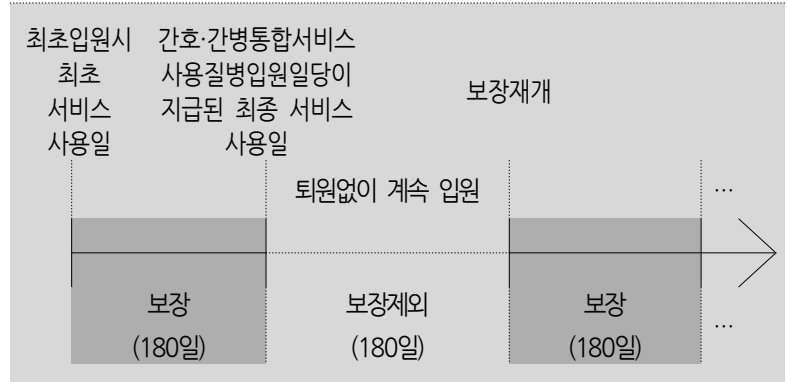 최초입원시
최초
서비스
사용일
간호·간병통합서비스
사용질병입원일당이
지급된 최종 서비스
사용일
보장재개
퇴원없이 계속 입원
…
보장
(180일)
보장제외
(180일)
보장
(180일)
…